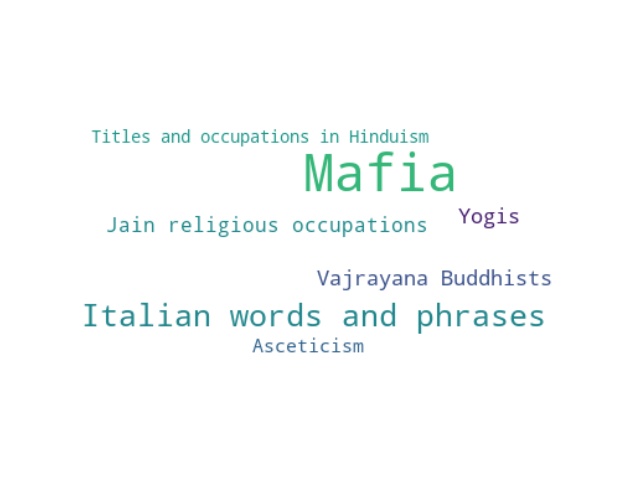 Titles and occupations in Hinduism
Mafia
Jain religious occupations
Yogis
Vajrayana Buddhists
Italian words and phrases
Asceticism